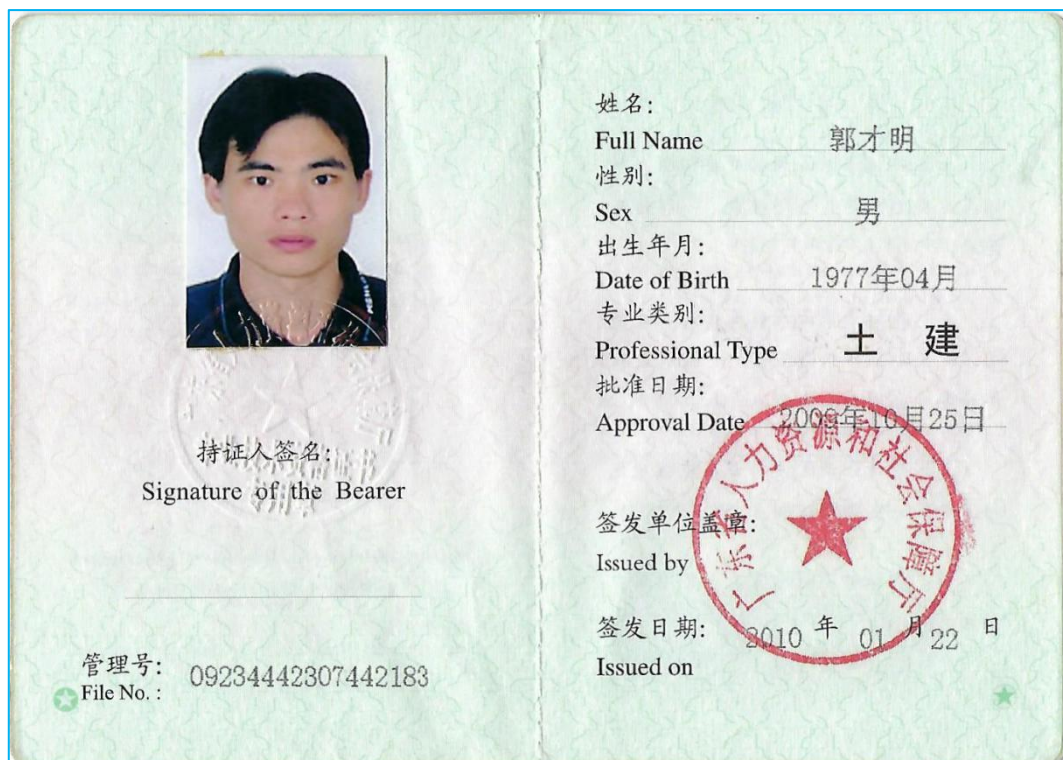 持证人签名:
Signature of the Bearer
管理号:
File No. :
09234442307442183
姓名:
Full Name 郭才明
性别:
Sex 男
出生年月:
Date of Birth 1977年04月
专业类别:
Professional Type 土 建
批准日期:
Approval Date 2009年10月25日
签发单位盖章:
Issued by
广东省人力资源和社会保障厅
签发日期: 2010 年 01 月 22 日
Issued on